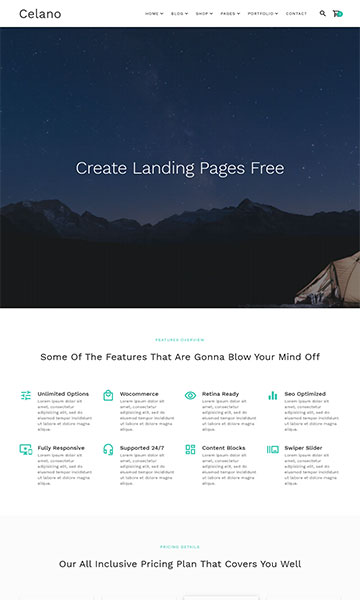 Celano
HOME BLOG SHOP PAGES PORTFOLIO CONTACT
Create Landing Pages Free
FEATURES OVERVIEW
Some Of The Features That Are Gonna Blow Your Mind Off
Unlimited Options
Lorem ipsum dolor sit
amet, consectetur
adipiscing elit, sed do
eiusmod tempor incididunt
ut labore et dolore magna
aliqua.
Wocommerce
Lorem ipsum dolor sit
amet, consectetur
adipiscing elit, sed do
eiusmod tempor incididunt
ut labore et dolore magna
aliqua.
Retina Ready
Lorem ipsum dolor sit
amet, consectetur
adipiscing elit, sed do
eiusmod tempor incididunt
ut labore et dolore magna
aliqua.
Seo Optimized
Lorem ipsum dolor sit
amet, consectetur
adipiscing elit, sed do
eiusmod tempor incididunt
ut labore et dolore magna
aliqua.
Fully Responsive
Lorem ipsum dolor sit
amet, consectetur
adipiscing elit, sed do
eiusmod tempor incididunt
ut labore et dolore magna
aliqua.
Supported 24/7
Lorem ipsum dolor sit
amet, consectetur
adipiscing elit, sed do
eiusmod tempor incididunt
ut labore et dolore magna
aliqua.
Content Blocks
Lorem ipsum dolor sit
amet, consectetur
adipiscing elit, sed do
eiusmod tempor incididunt
ut labore et dolore magna
aliqua.
Swiper Slider
Lorem ipsum dolor sit
amet, consectetur
adipiscing elit, sed do
eiusmod tempor incididunt
ut labore et dolore magna
aliqua.
PRICING DETAILS
Our All Inclusive Pricing Plan That Covers You Well